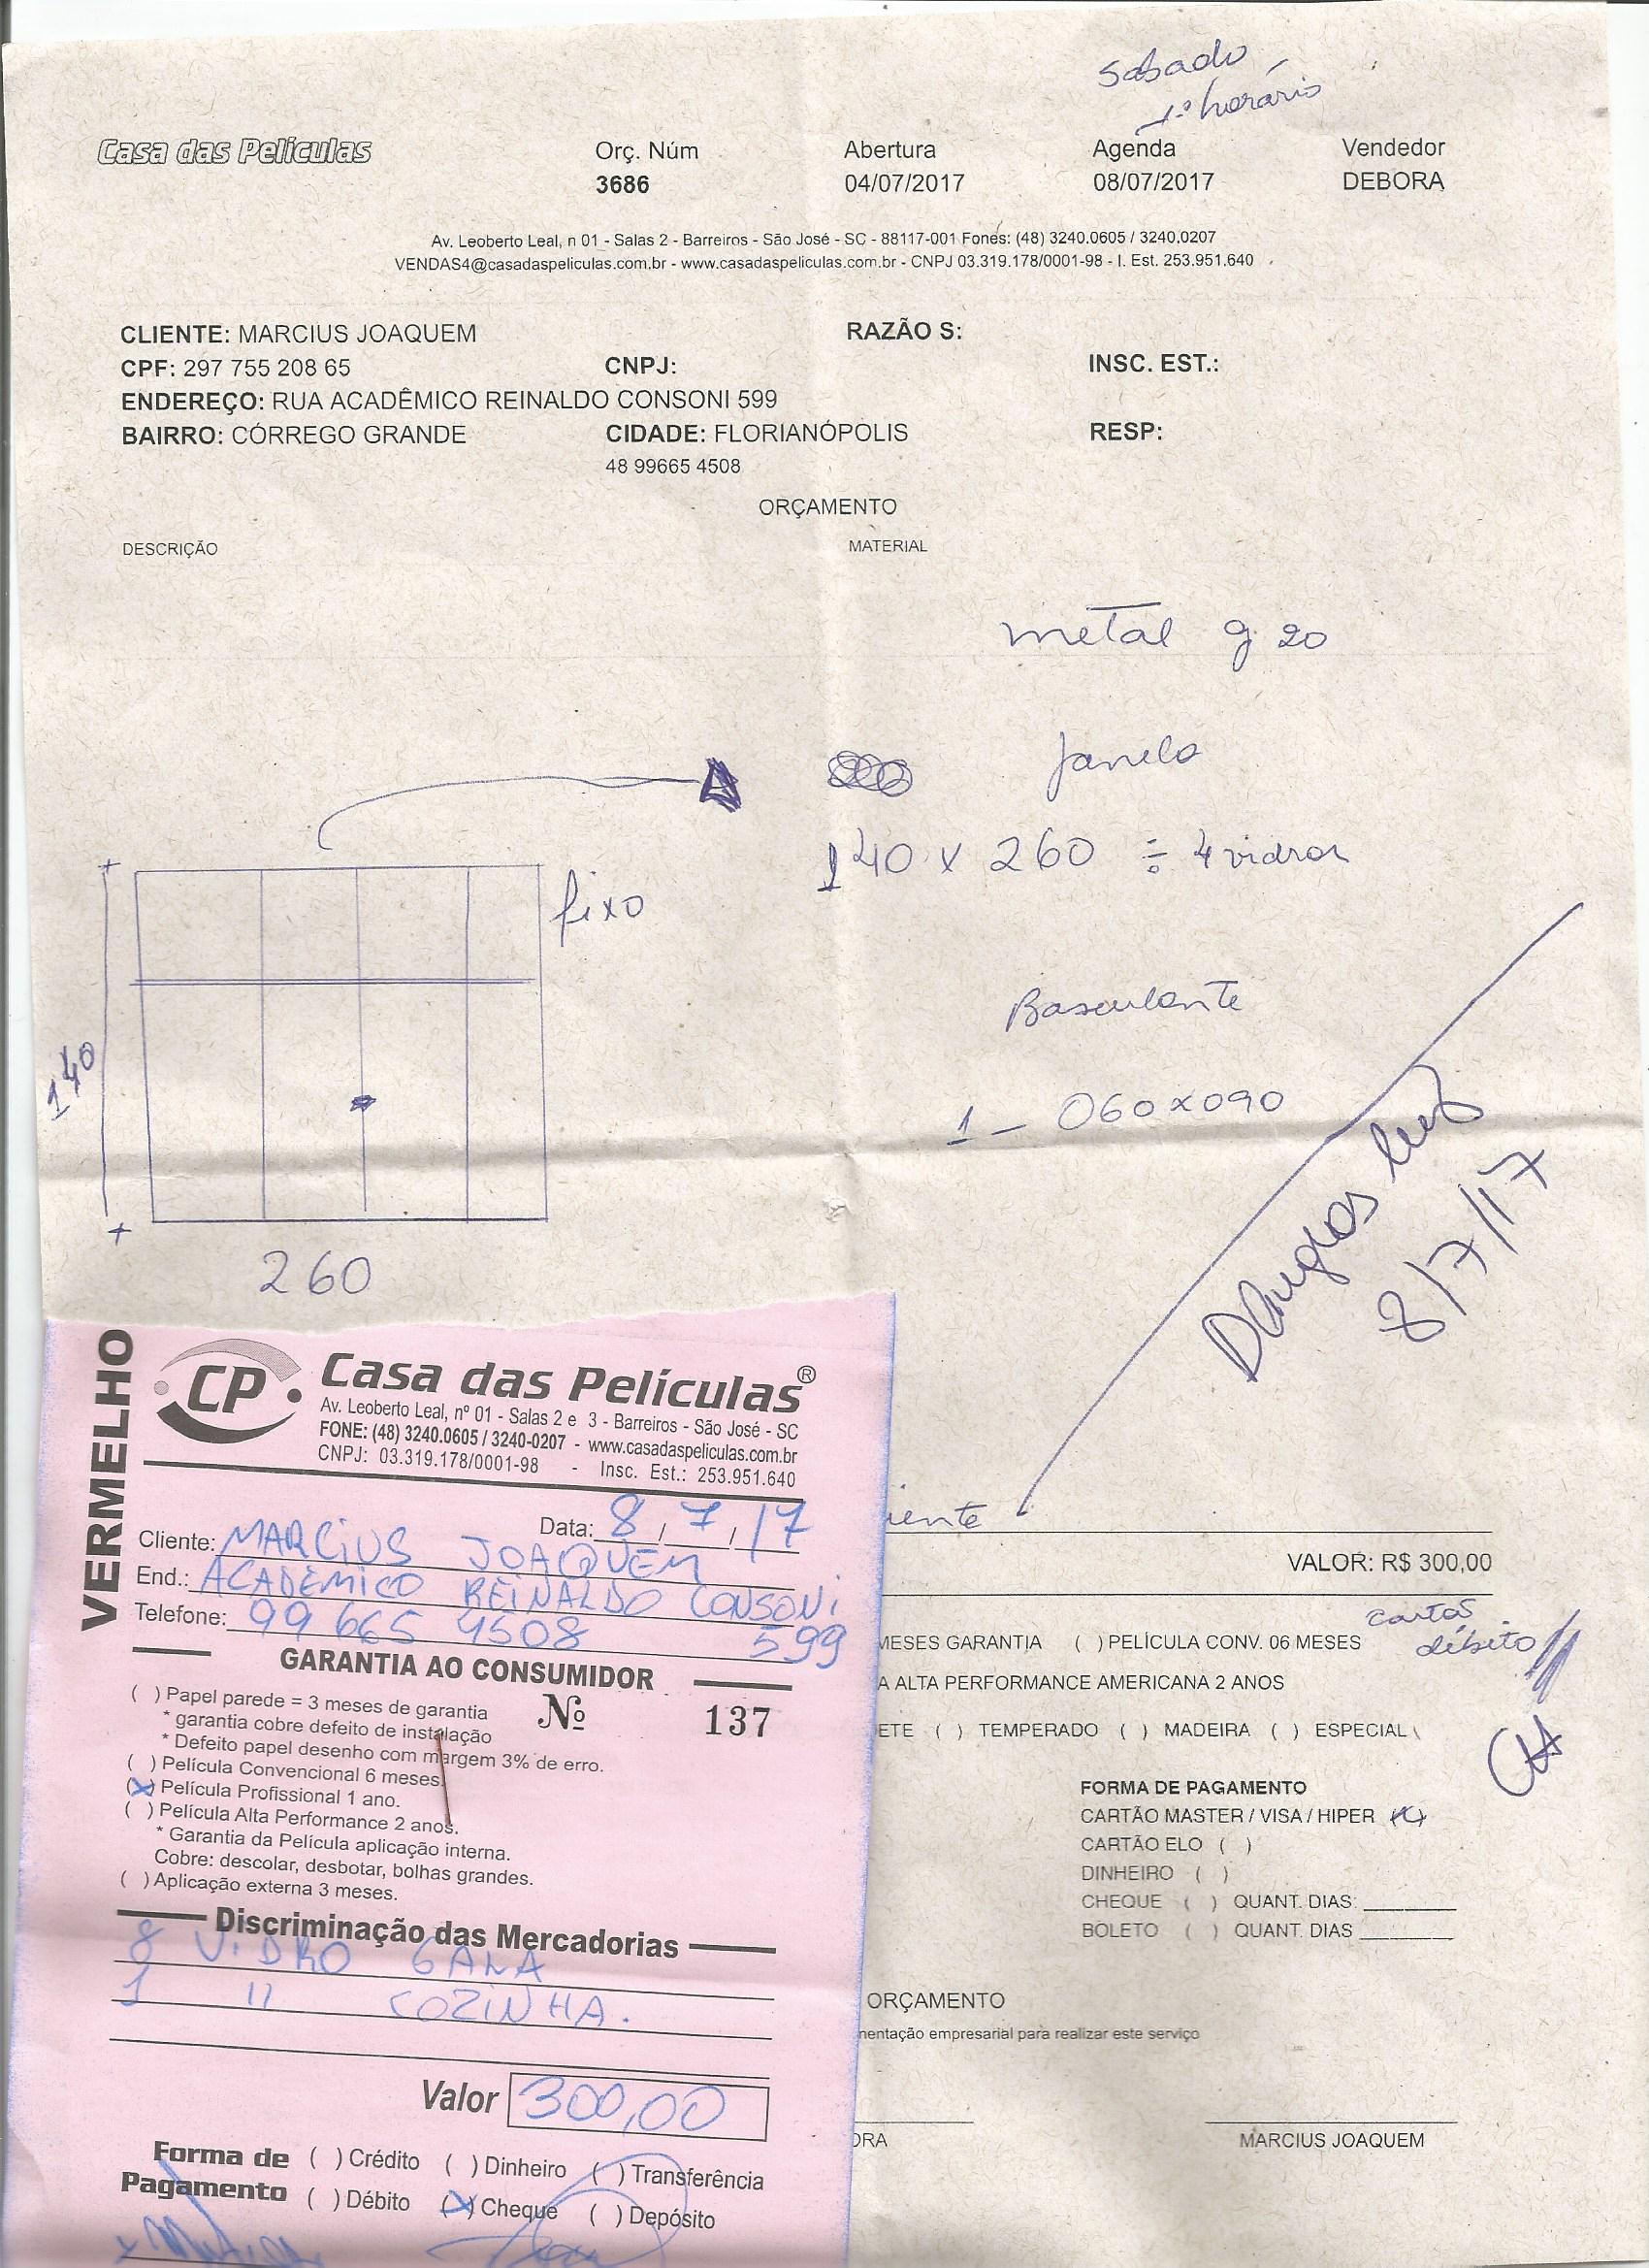 sabado
1º horário
Casa das Películas
Orç. Núm
Abertura
Agenda
Vendedor
3686
04/07/2017
08/07/2017
DEBORA
Av. Leoberto Leal, n 01 - Salas 2 - Barreiros - São José - SC - 88117-001 Fones: (48) 3240.0605 / 3240.0207
VENDAS4@casadaspeliculas.com.br - www.casadaspeliculas.com.br - CNPJ 03.319.178/0001-98 - I. Est. 253.951.640
CLIENTE: MARCIUS JOAQUEM
RAZÃO S:
CPF: 297 755 208 65
CNPJ:
INSC. EST.:
ENDEREÇO: RUA ACADÊMICO REINALDO CONSONI 599
BAIRRO: CÓRREGO GRANDE
CIDADE: FLORIANÓPOLIS
RESP:
48 99665 4508
ORÇAMENTO
DESCRIÇÃO
MATERIAL
metal g 20
Janela
140 x 260 ÷ 4 vidros
fixo
Basculante
140
1 - 060x090
260
Douglas Luiz
8/7/17
iente
VALOR: R$ 300,00
cartão
débito
MESES GARANTIA ( ) PELÍCULA CONV. 06 MESES
A ALTA PERFORMANCE AMERICANA 2 ANOS
ETE ( ) TEMPERADO ( ) MADEIRA ( ) ESPECIAL (
FORMA DE PAGAMENTO
CARTÃO MASTER / VISA / HIPER (x)
CARTÃO ELO ( )
DINHEIRO ( )
CHEQUE ( ) QUANT. DIAS:
BOLETO ( ) QUANT. DIAS
ORÇAMENTO
mentação empresarial para realizar este serviço
ORA
MARCIUS JOAQUEM
VERMELHO
CP
Casa das Películas®
Av. Leoberto Leal, nº 01 - Salas 2 e 3 - Barreiros - São José - SC
FONE: (48) 3240.0605 / 3240-0207 - www.casadaspeliculas.com.br
CNPJ: 03.319.178/0001-98 - Insc. Est.: 253.951.640
Data: 8 / 7 / 17
Cliente: MARCIUS JOAQUEM
End.: ACADEMICO REINALDO CONSONI
Telefone: 99 665 4508 599
GARANTIA AO CONSUMIDOR
( ) Papel parede = 3 meses de garantia
Nº 137
* garantia cobre defeito de instalação
* Defeito papel desenho com margem 3% de erro.
( ) Película Convencional 6 meses.
(x) Película Profissional 1 ano.
( ) Película Alta Performance 2 anos.
* Garantia da Película aplicação interna.
Cobre: descolar, desbotar, bolhas grandes.
( ) Aplicação externa 3 meses.
Discriminação das Mercadorias
8 VIDRO SALA
1 " COZINHA.
Valor 300,00
Forma de Pagamento
( ) Crédito ( ) Dinheiro ( ) Transferência
( ) Débito (x) Cheque ( ) Depósito